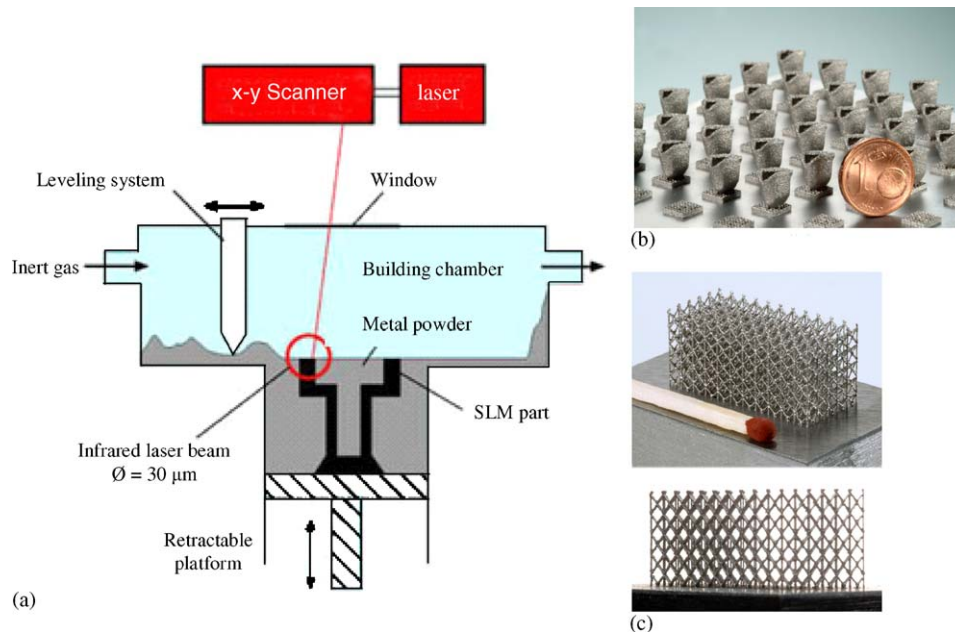 x-y Scanner
laser
Leveling system
Window
Inert gas
Building chamber
Metal powder
SLM part
Infrared laser beam
Ø = 30 µm
Retractable
platform
(a)
1
(b)
(c)